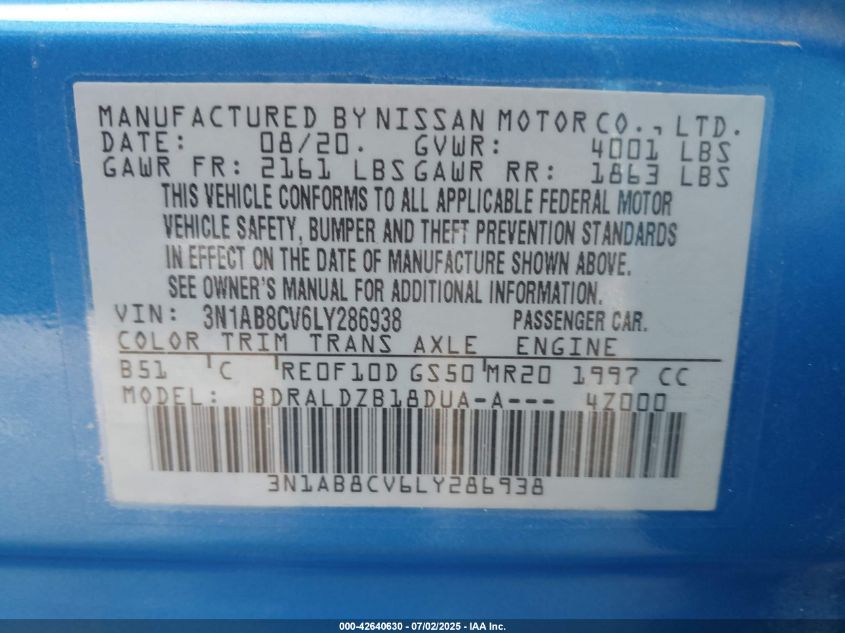 MANUFACTURED BY NISSAN MOTOR CO., LTD.
DATE: 08/20. GVWR: 4001 LBS
GAWR FR: 2161 LBS GAWR RR: 1863 LBS
THIS VEHICLE CONFORMS TO ALL APPLICABLE FEDERAL MOTOR
VEHICLE SAFETY, BUMPER AND THEFT PREVENTION STANDARDS
IN EFFECT ON THE DATE OF MANUFACTURE SHOWN ABOVE.
SEE OWNER'S MANUAL FOR ADDITIONAL INFORMATION.
VIN: 3N1AB8CV6LY286938 PASSENGER CAR.
COLOR TRIM TRANS AXLE ENGINE
B51 C RE0F10D GS50 MR20 1997 CC
MODEL: BDRALDZB18DUA-A--- 4Z000
3N1AB8CV6LY286938
000-42640630 - 07/02/2025 - IAA Inc.